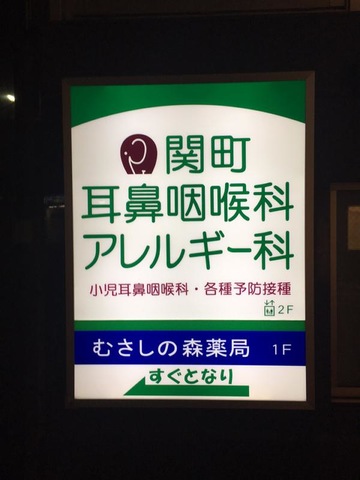 関町
耳鼻咽喉科
アレルギー科
小児耳鼻咽喉科・各種予防接種
2F
むさしの森薬局 1F
すぐとなり